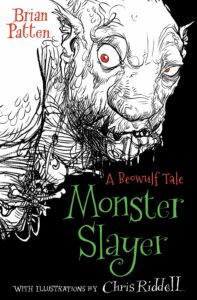 Brian
Patten
A Beowulf Tale
Monster
Slayer
WITH ILLUSTRATIONS BY Chris Riddell